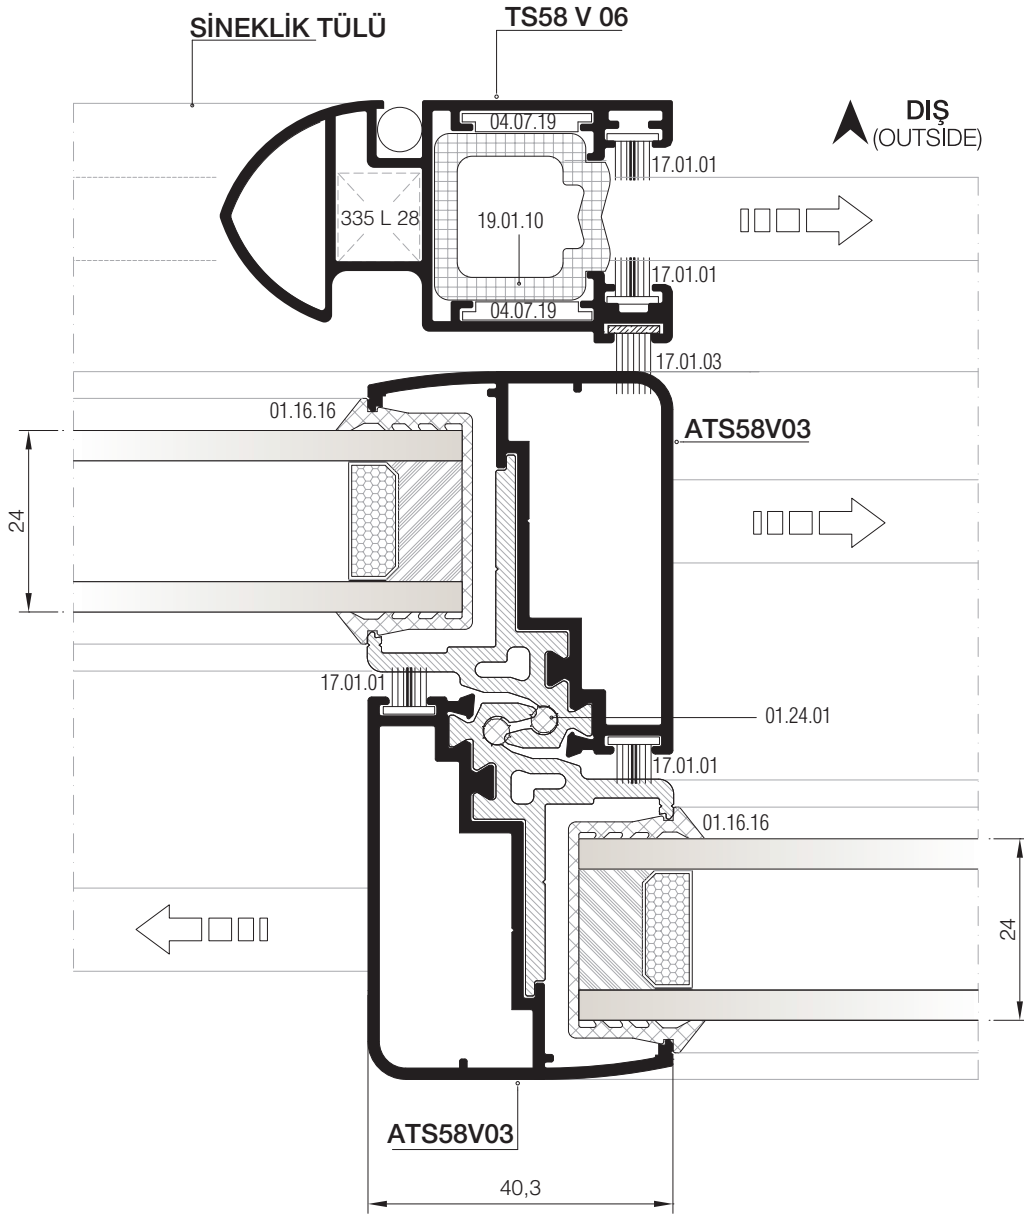 SİNEKLİK TÜLÜ
TS58 V 06
DIŞ
(OUTSIDE)
04.07.19
17.01.01
335 L 28
19.01.10
17.01.01
04.07.19
17.01.03
01.16.16
ATS58V03
24
17.01.01
01.24.01
17.01.01
01.16.16
24
ATS58V03
40,3